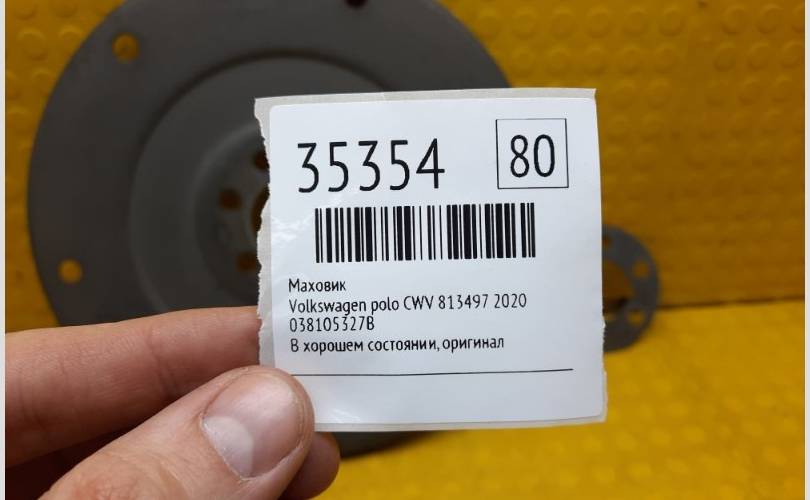 35354 80
Маховик
Volkswagen polo CWV 813497 2020
038105327B
В хорошем состоянии, оригинал